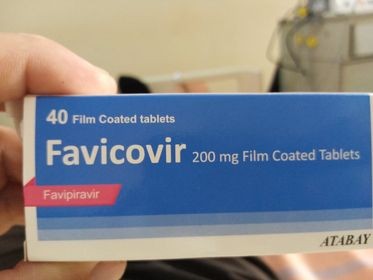 40 Film Coated tablets
Favicovir 200 mg Film Coated Tablets
Favipiravir
ATABAY